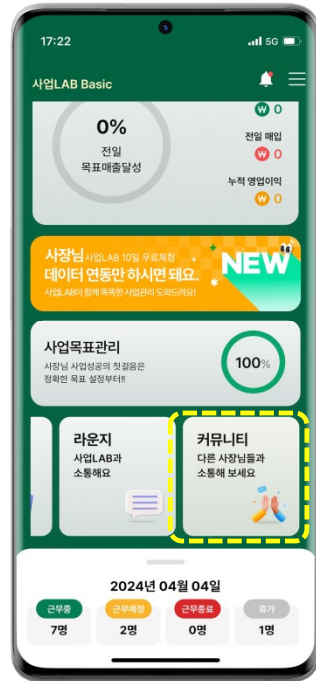 17:22
5G
사업LAB Basic
0%
전일
목표매출달성
₩ 0
전일 매입
₩ 0
누적 영업이익
₩ 0
사장님 사업LAB 10일 무료체험
데이터 연동만 하시면 돼요.
사업LAB이 함께 똑똑한 사업관리 도와드려요!
NEW
사업목표관리
사장님 사업성공의 첫걸음은
정확한 목표 설정부터!!
100%
라운지
사업LAB과
소통해요
커뮤니티
다른 사장님들과
소통해 보세요
2024년 04월 04일
근무중 근무예정 근무종료 휴가
7명 2명 0명 1명